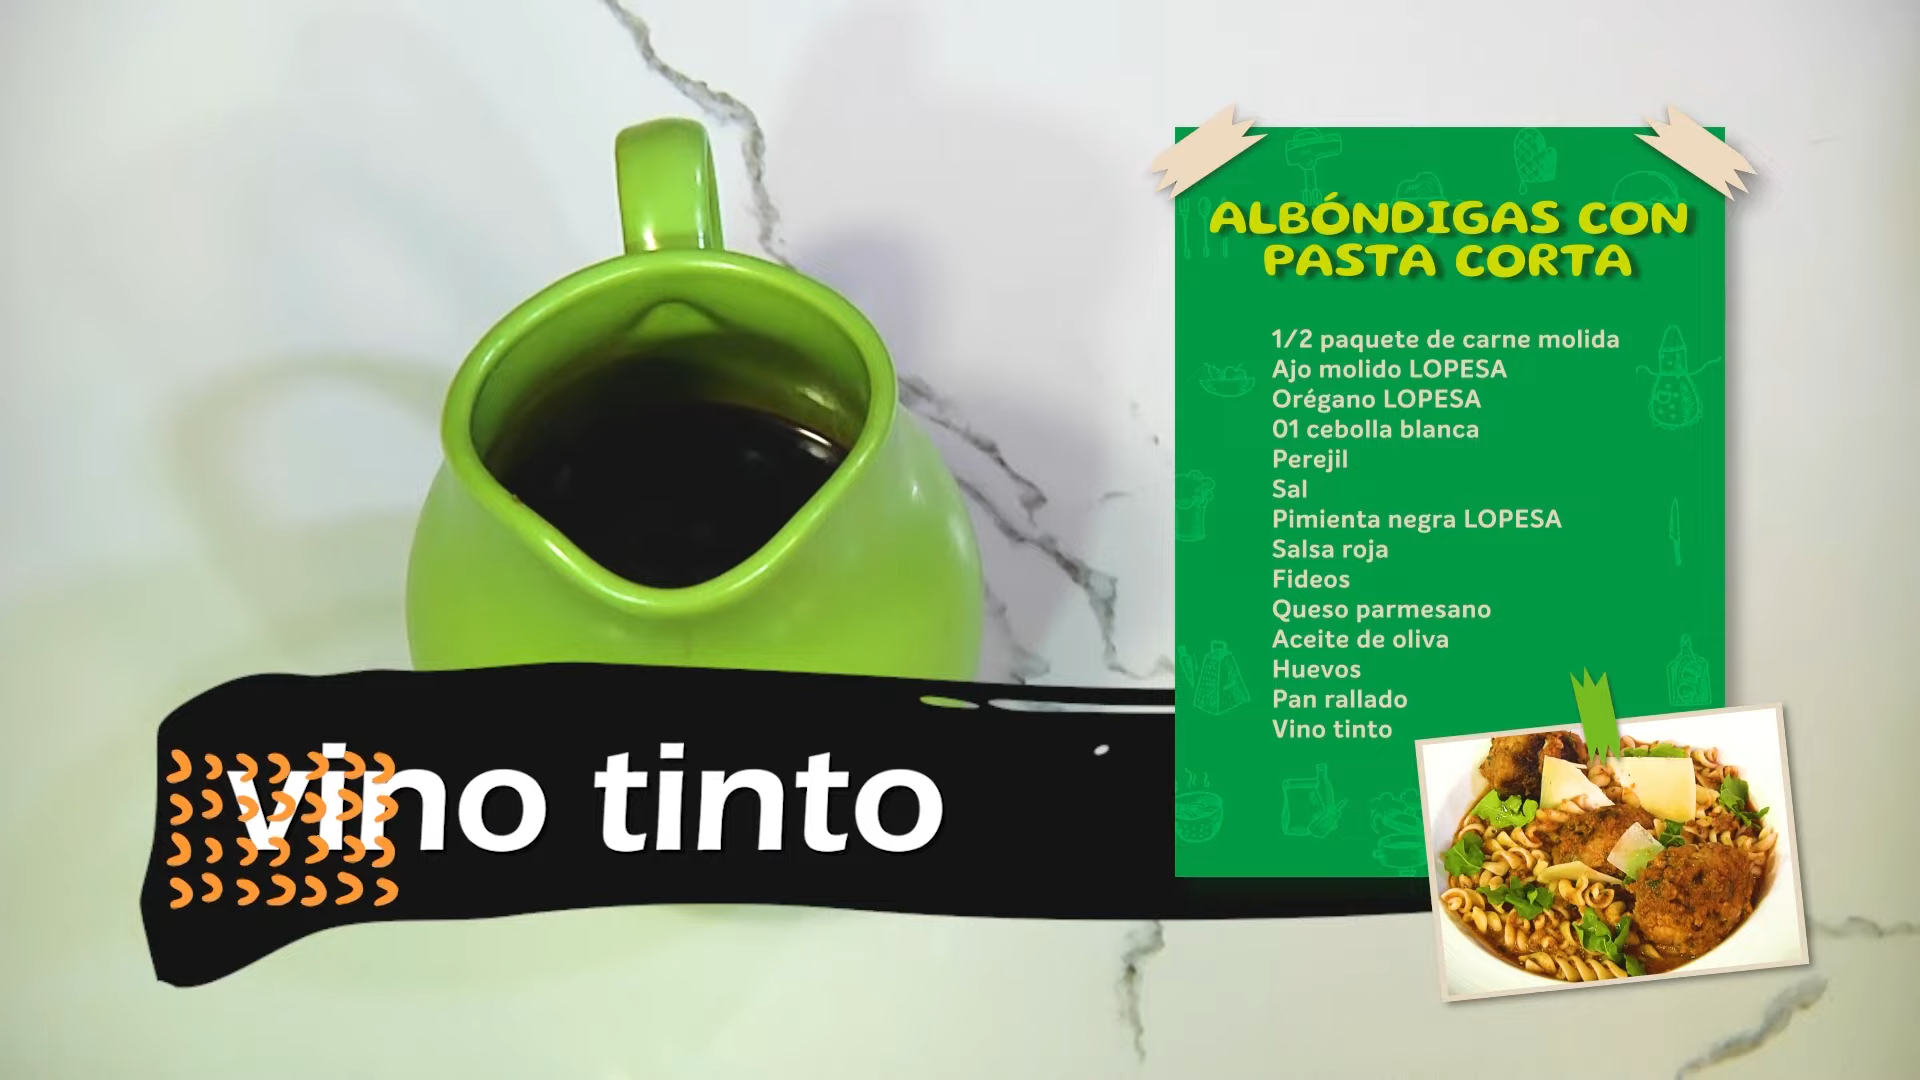 ALBÓNDIGAS CON
PASTA CORTA
1/2 paquete de carne molida
Ajo molido LOPESA
Orégano LOPESA
01 cebolla blanca
Perejil
Sal
Pimienta negra LOPESA
Salsa roja
Fideos
Queso parmesano
Aceite de oliva
Huevos
Pan rallado
Vino tinto
vino tinto